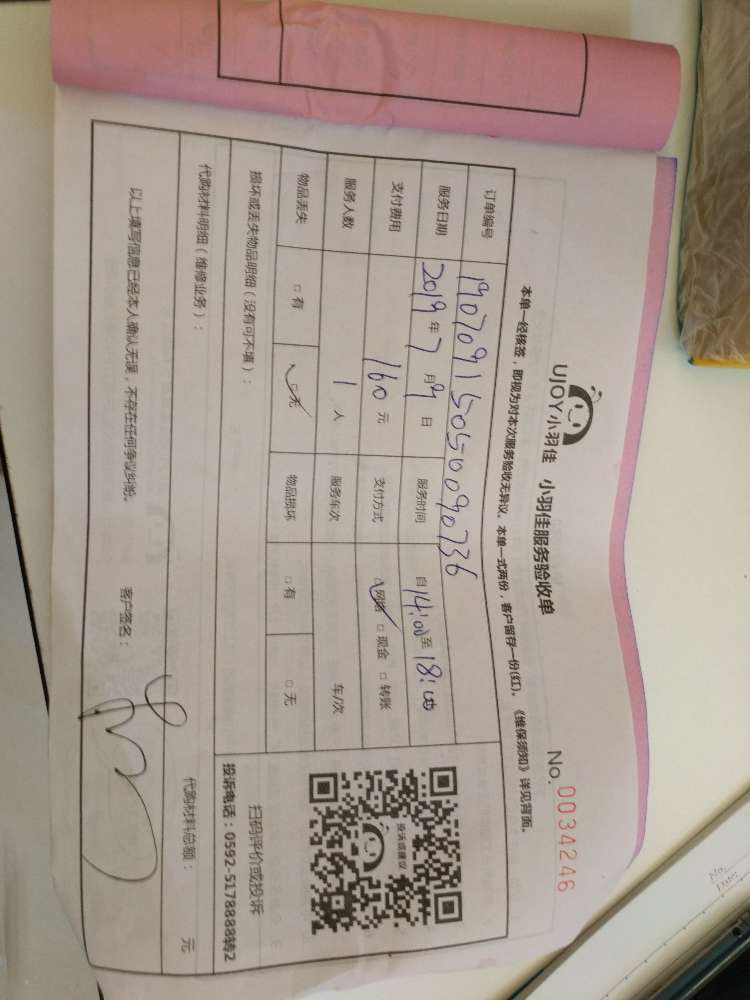 UJOY小羽佳 小羽佳服务验收单 No.0034246
本单一经核签，即视为对本次服务验收无异议。本单一式两份，客户留存一份(红)。《维保须知》详见背面。
订单编号 19070915050090736
服务日期 2019年7月9日 服务时间 自14:00至18:00
支付费用 160元 支付方式 网络 □现金 □转账
服务人数 1人 服务车次 车/次
物品丢失 □有 □无 物品损坏 □有 □无
损坏或丢失物品明细（没有可不填）：
投诉或建议
扫码评价或投诉
投诉电话：0592-5178888转2
代购材料明细（维修业务）：
代购材料总额： 元
以上填写信息已经本人确认无误，不存在任何争议纠纷。 客户签名：
No.
Date